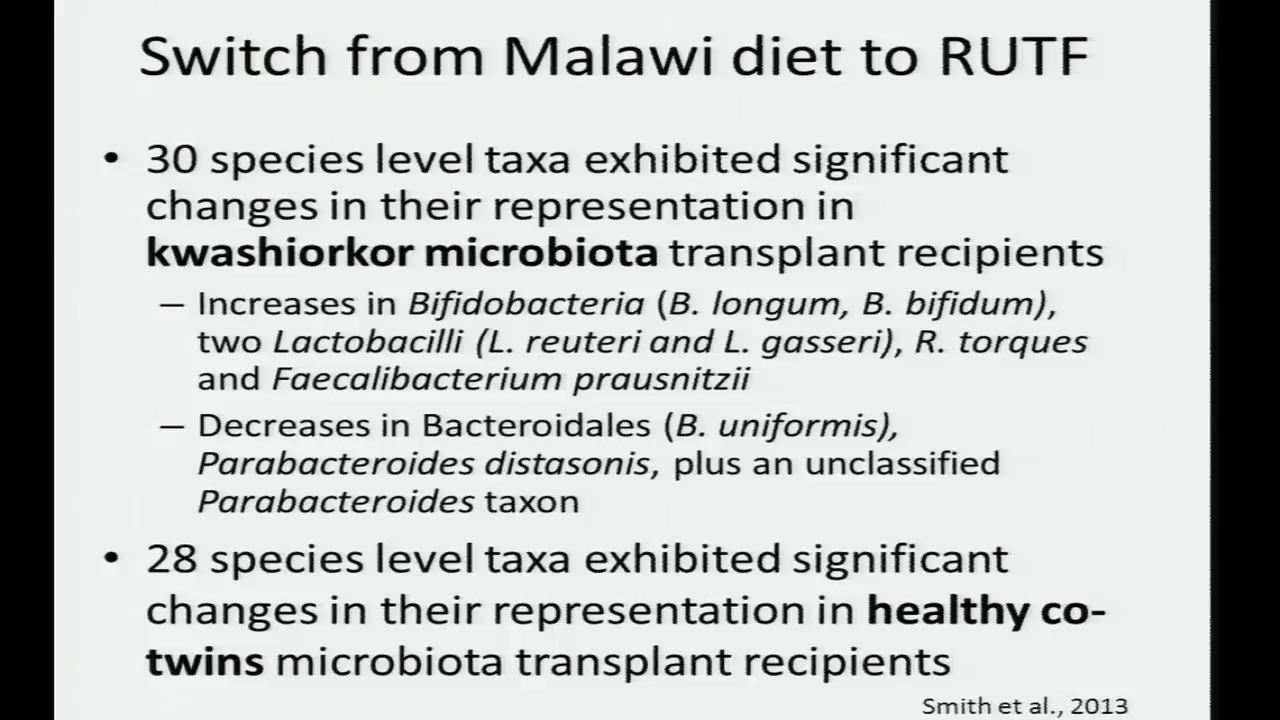 Switch from Malawi diet to RUTF
• 30 species level taxa exhibited significant
changes in their representation in
kwashiorkor microbiota transplant recipients
– Increases in Bifidobacteria (B. longum, B. bifidum),
two Lactobacilli (L. reuteri and L. gasseri), R. torques
and Faecalibacterium prausnitzii
– Decreases in Bacteroidales (B. uniformis),
Parabacteroides distasonis, plus an unclassified
Parabacteroides taxon
• 28 species level taxa exhibited significant
changes in their representation in healthy co-
twins microbiota transplant recipients
Smith et al., 2013